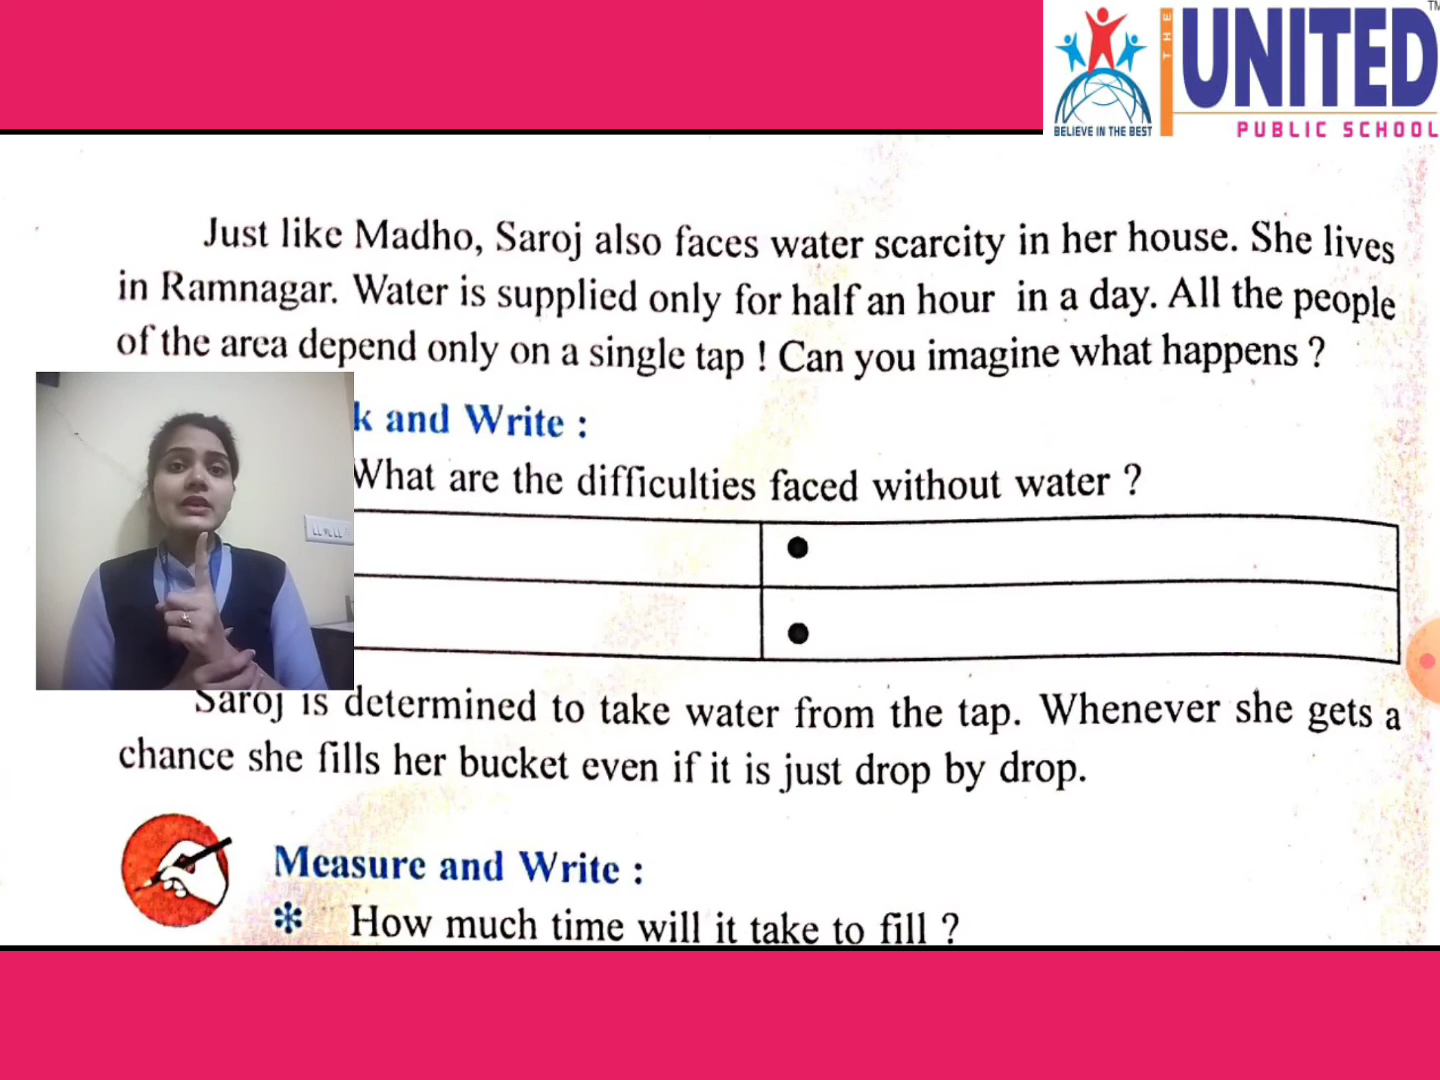 THE UNITED
TM
BELIEVE IN THE BEST
PUBLIC SCHOOL
Just like Madho, Saroj also faces water scarcity in her house. She lives
in Ramnagar. Water is supplied only for half an hour in a day. All the people
of the area depend only on a single tap ! Can you imagine what happens ?
k and Write :
What are the difficulties faced without water ?
Saroj is determined to take water from the tap. Whenever she gets a
chance she fills her bucket even if it is just drop by drop.
Measure and Write :
How much time will it take to fill ?